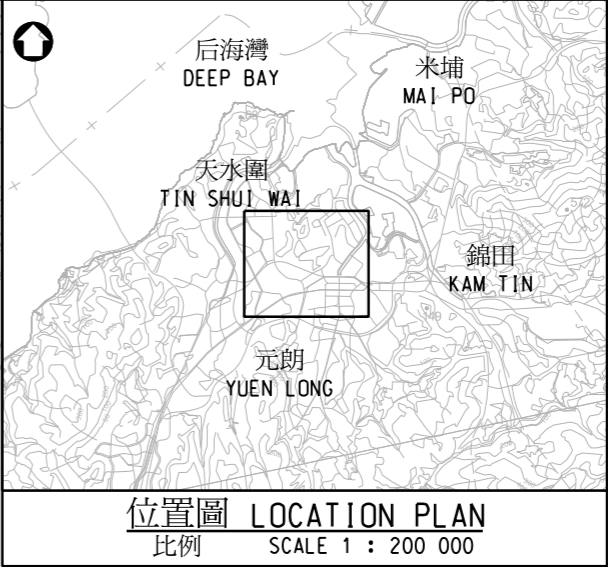 后海灣
DEEP BAY
米埔
MAI PO
天水圍
TIN SHUI WAI
錦田
KAM TIN
元朗
YUEN LONG
位置圖 LOCATION PLAN
比例 SCALE 1 : 200 000